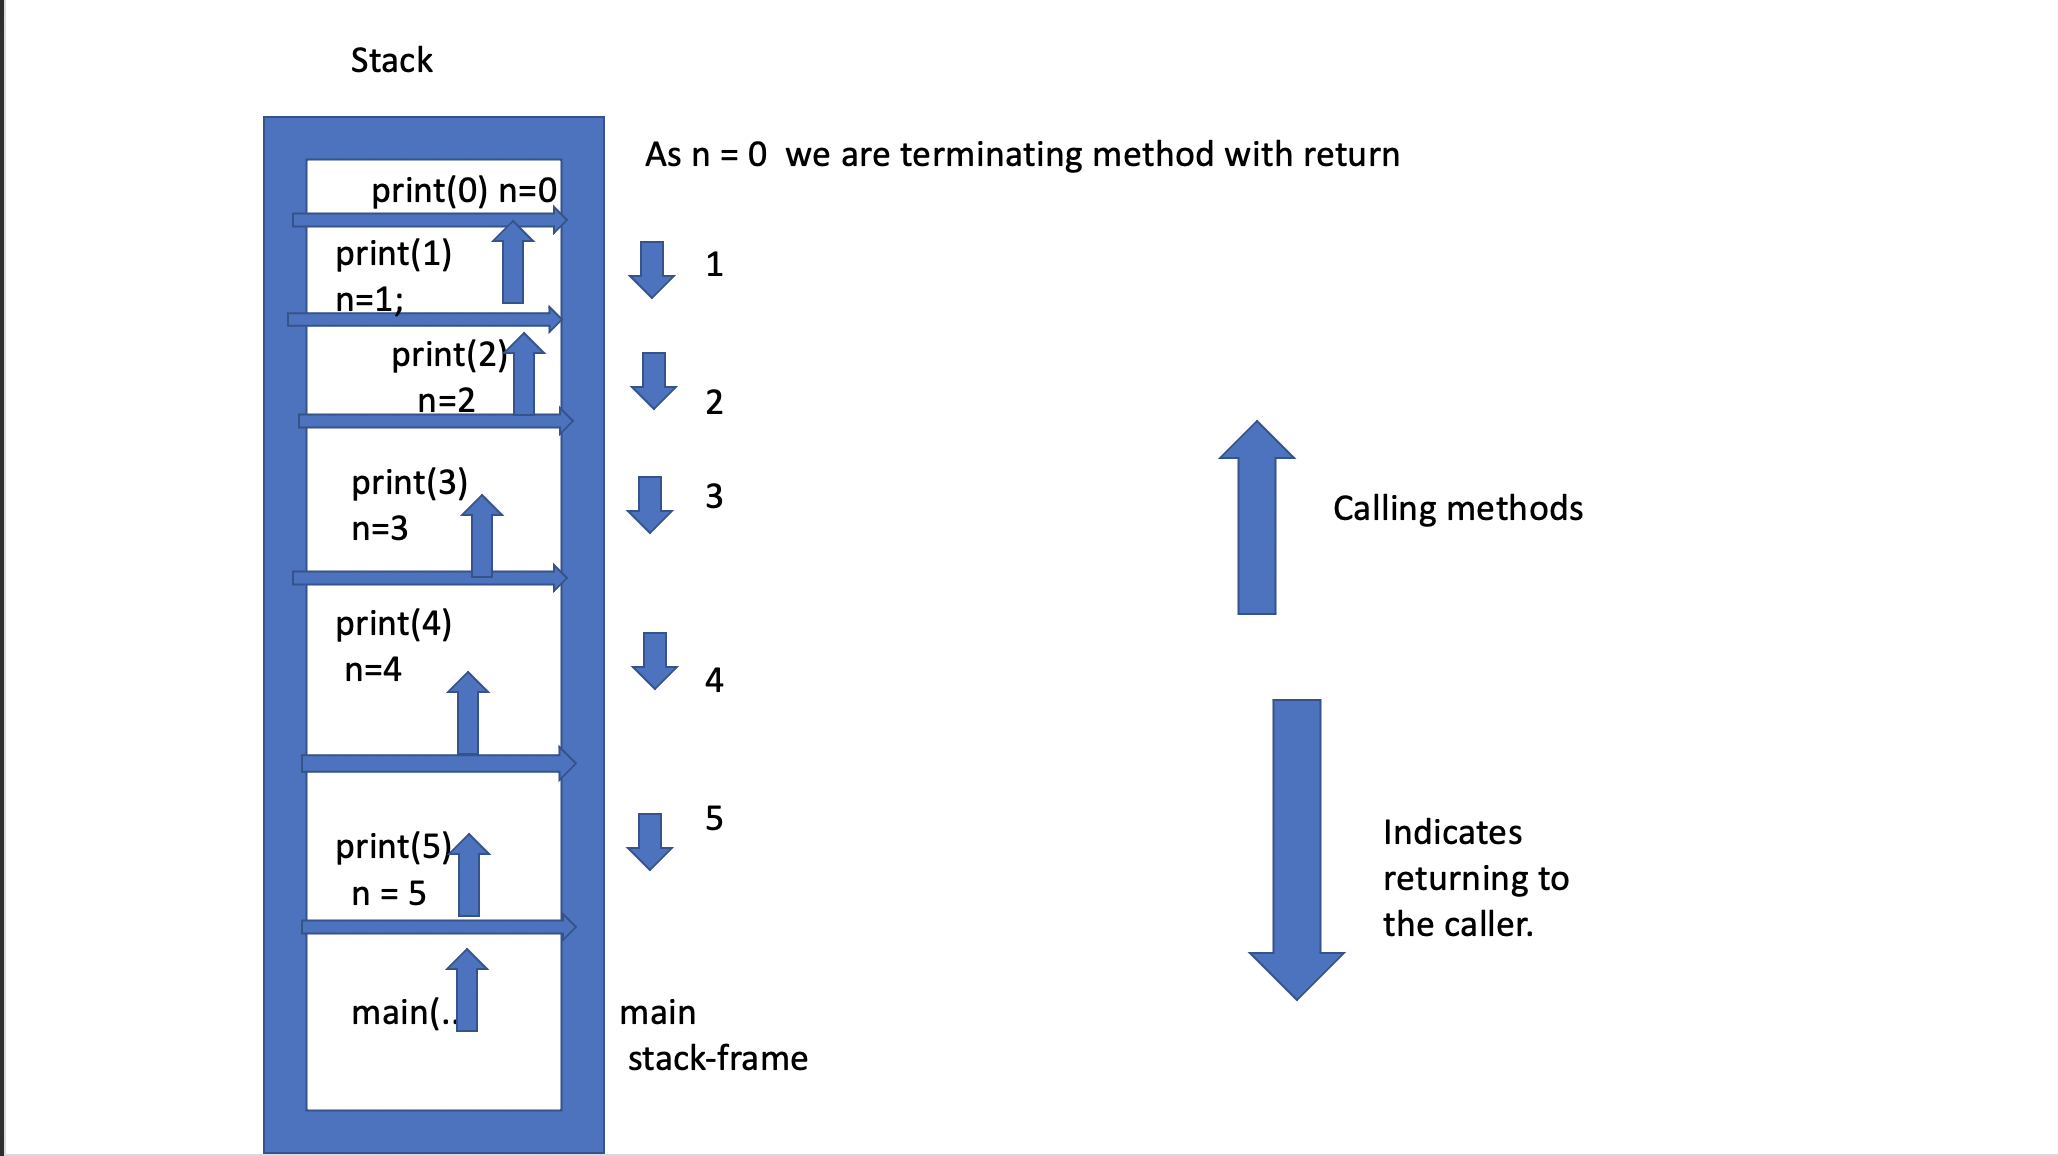 Stack
As n = 0  we are terminating method with return
print(0) n=0
print(1)
n=1;
1
print(2)
n=2
2
print(3)
n=3
3
Calling methods
print(4)
n=4
4
print(5)
n = 5
5
Indicates
returning to
the caller.
main(..
main
stack-frame